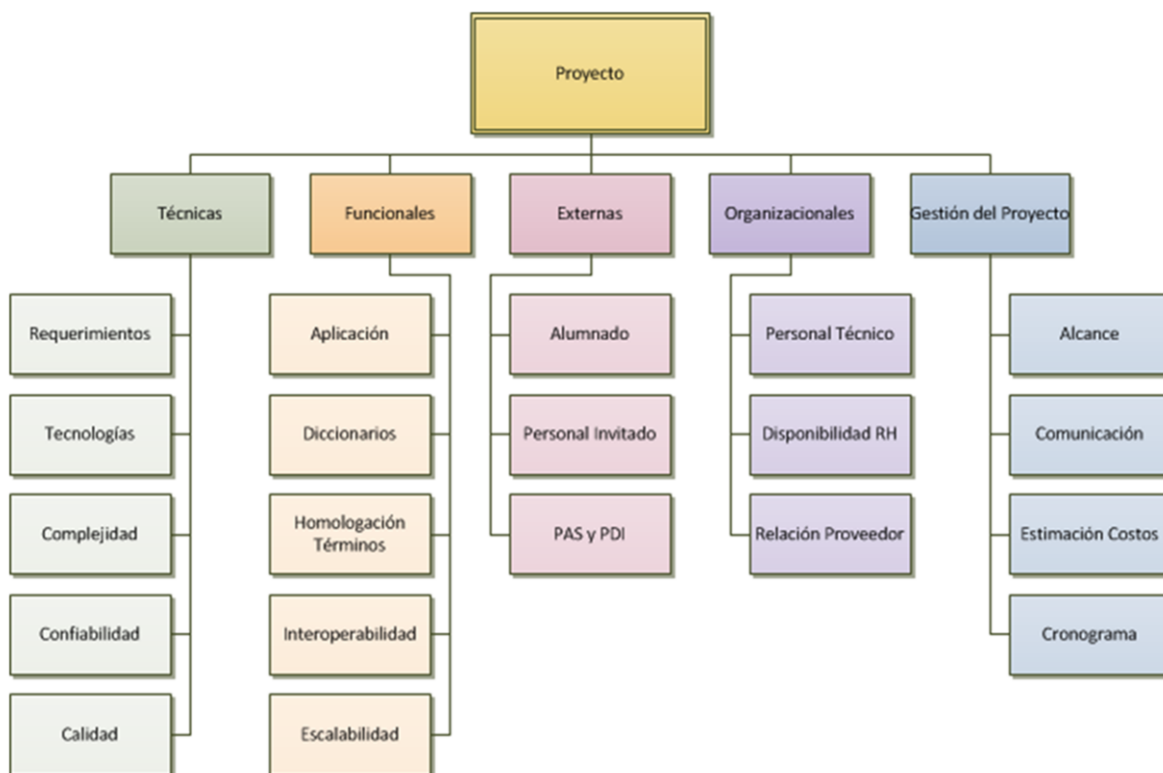 Proyecto
Técnicas
Funcionales
Externas
Organizacionales
Gestión del Proyecto
Requerimientos
Tecnologías
Complejidad
Confiabilidad
Calidad
Aplicación
Diccionarios
Homologación
Términos
Interoperabilidad
Escalabilidad
Alumnado
Personal Invitado
PAS y PDI
Personal Técnico
Disponibilidad RH
Relación Proveedor
Alcance
Comunicación
Estimación Costos
Cronograma